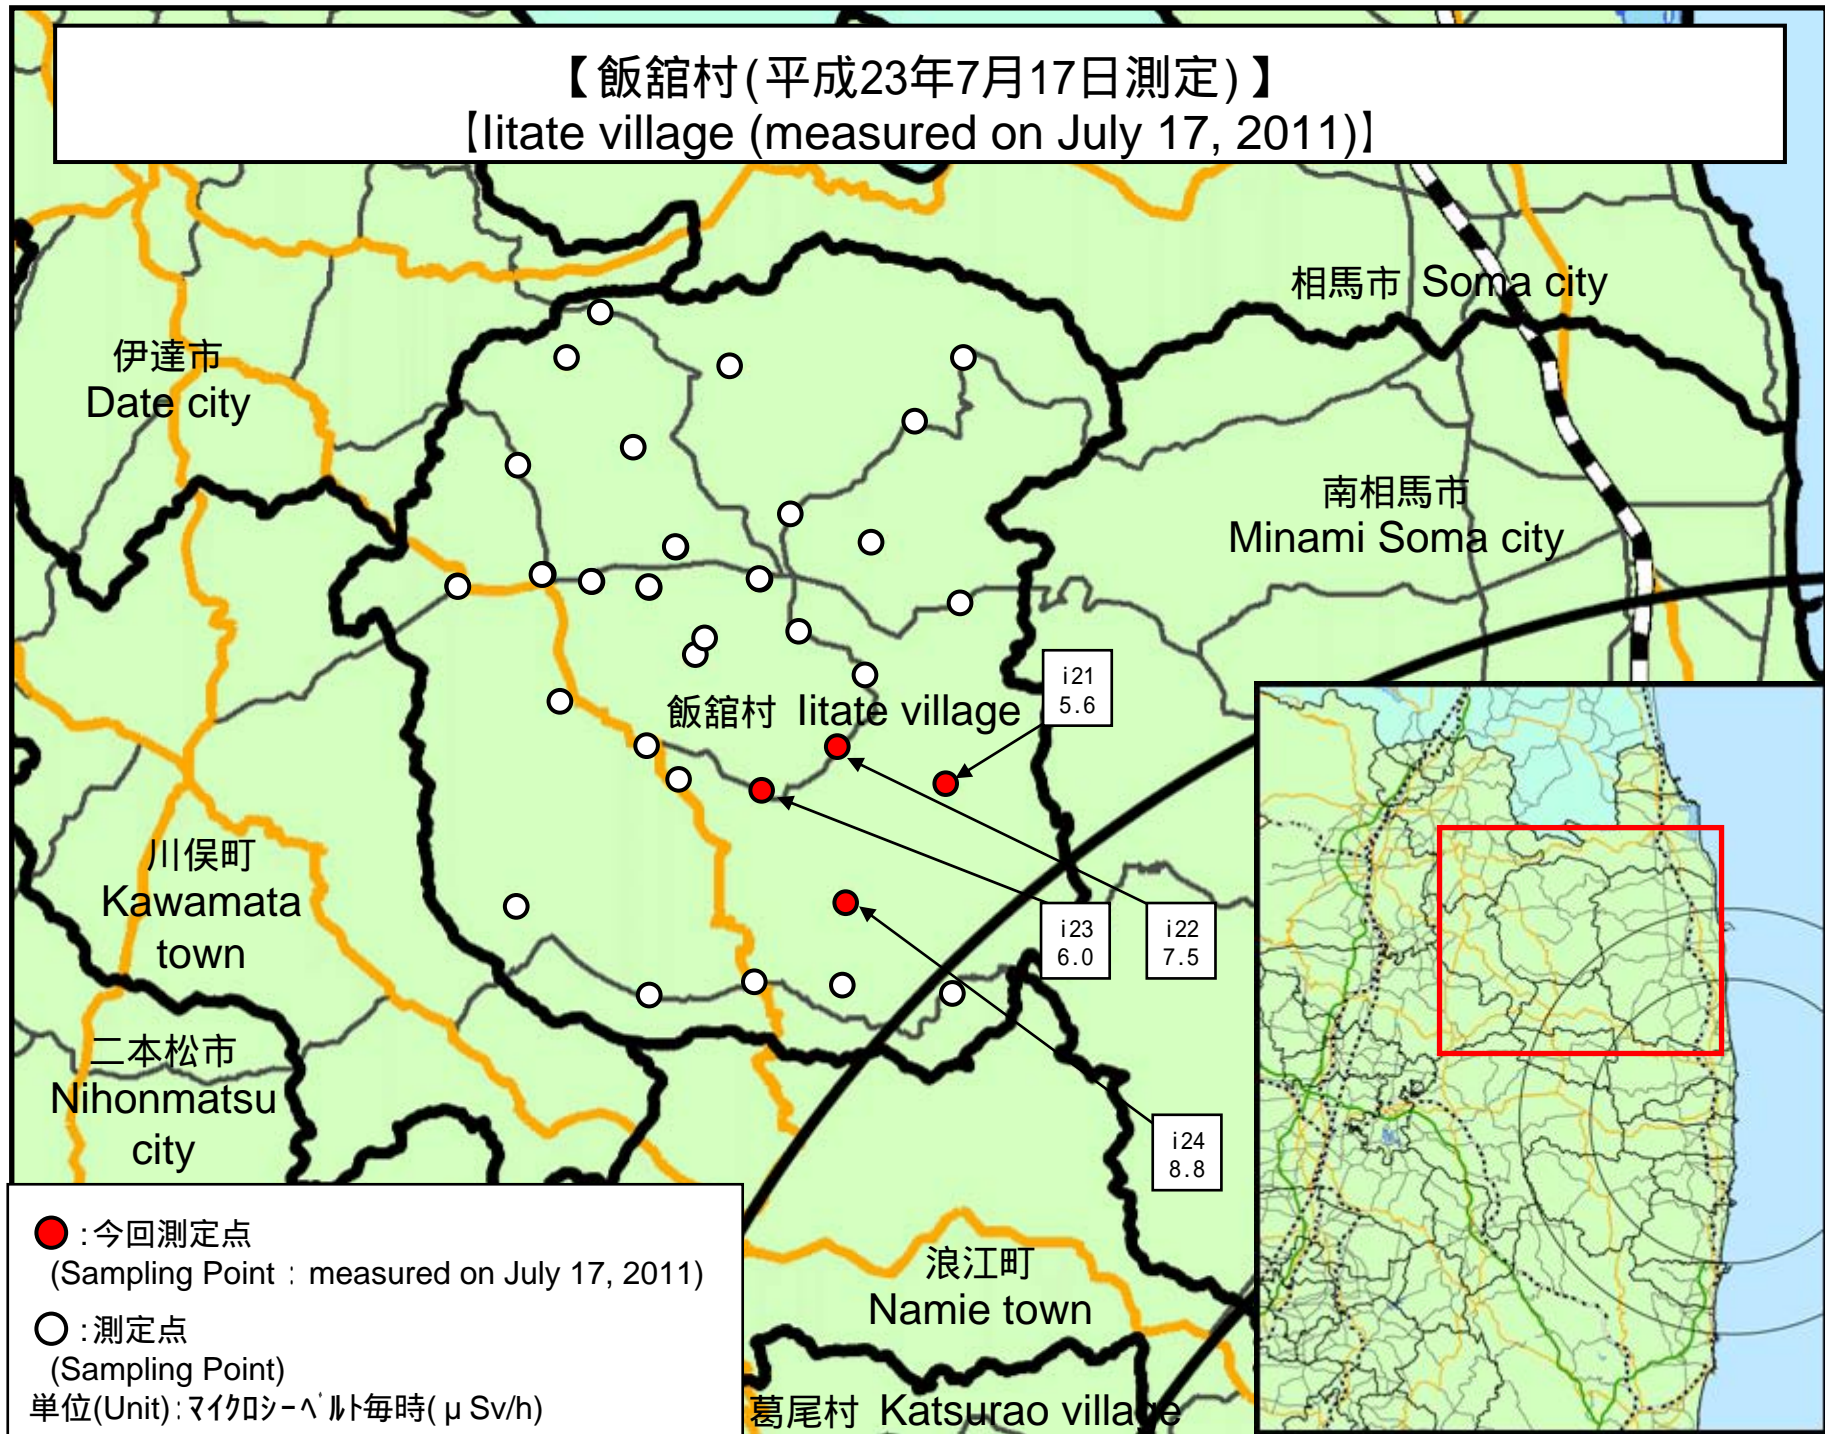 【飯舘村(平成23年7月17日測定)】
【Iitate village (measured on July 17, 2011)】
相馬市 Soma city
伊達市
Date city
南相馬市
Minami Soma city
i21
5.6
飯舘村 Iitate village
川俣町
Kawamata
town
i23
6.0
i22
7.5
二本松市
Nihonmatsu
city
i24
8.8
浪江町
Namie town
葛尾村 Katsurao village
:今回測定点
(Sampling Point : measured on July 17, 2011)
:測定点
(Sampling Point)
単位(Unit):マイクロシーベルト毎時(μSv/h)